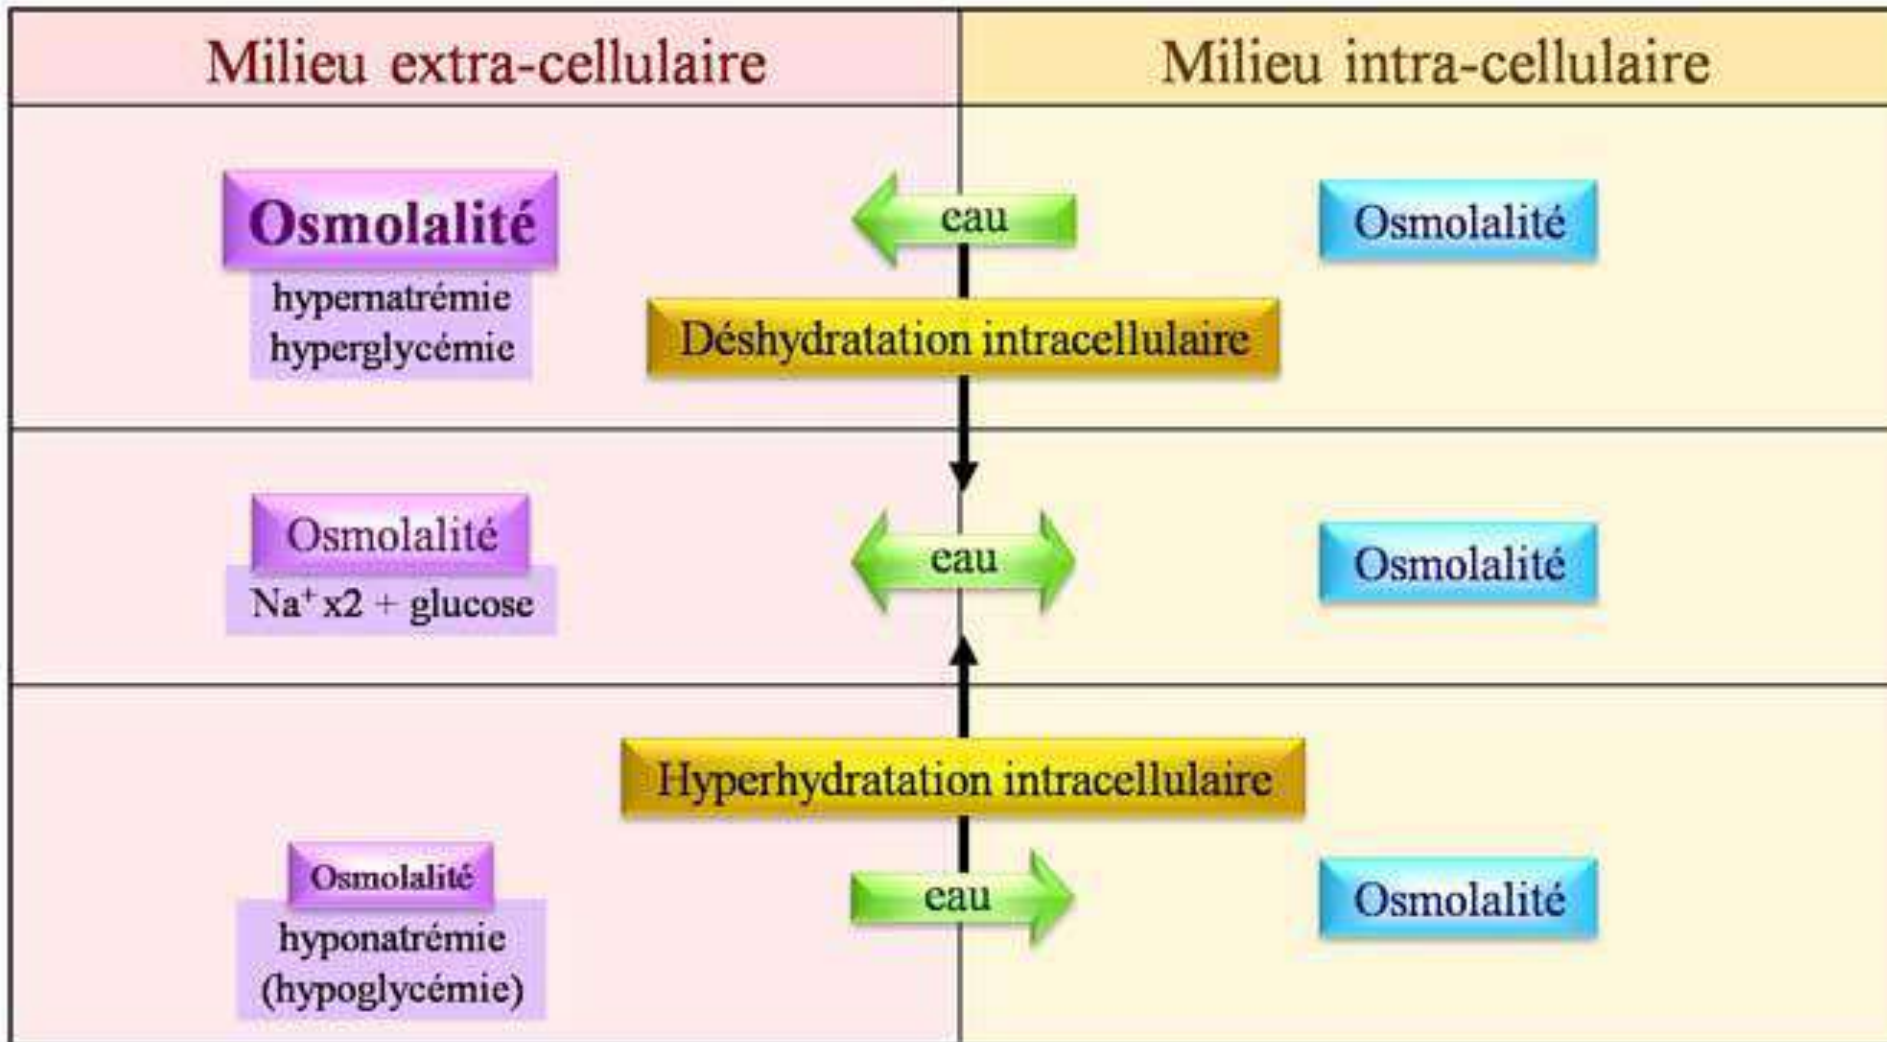 Milieu extra-cellulaire
Milieu intra-cellulaire
Osmolalité
eau
Osmolalité
hypernatrémie
hyperglycémie
Déshydratation intracellulaire
Osmolalité
eau
Osmolalité
Na⁺ x2 + glucose
Hyperhydratation intracellulaire
Osmolalité
eau
Osmolalité
hyponatrémie
(hypoglycémie)